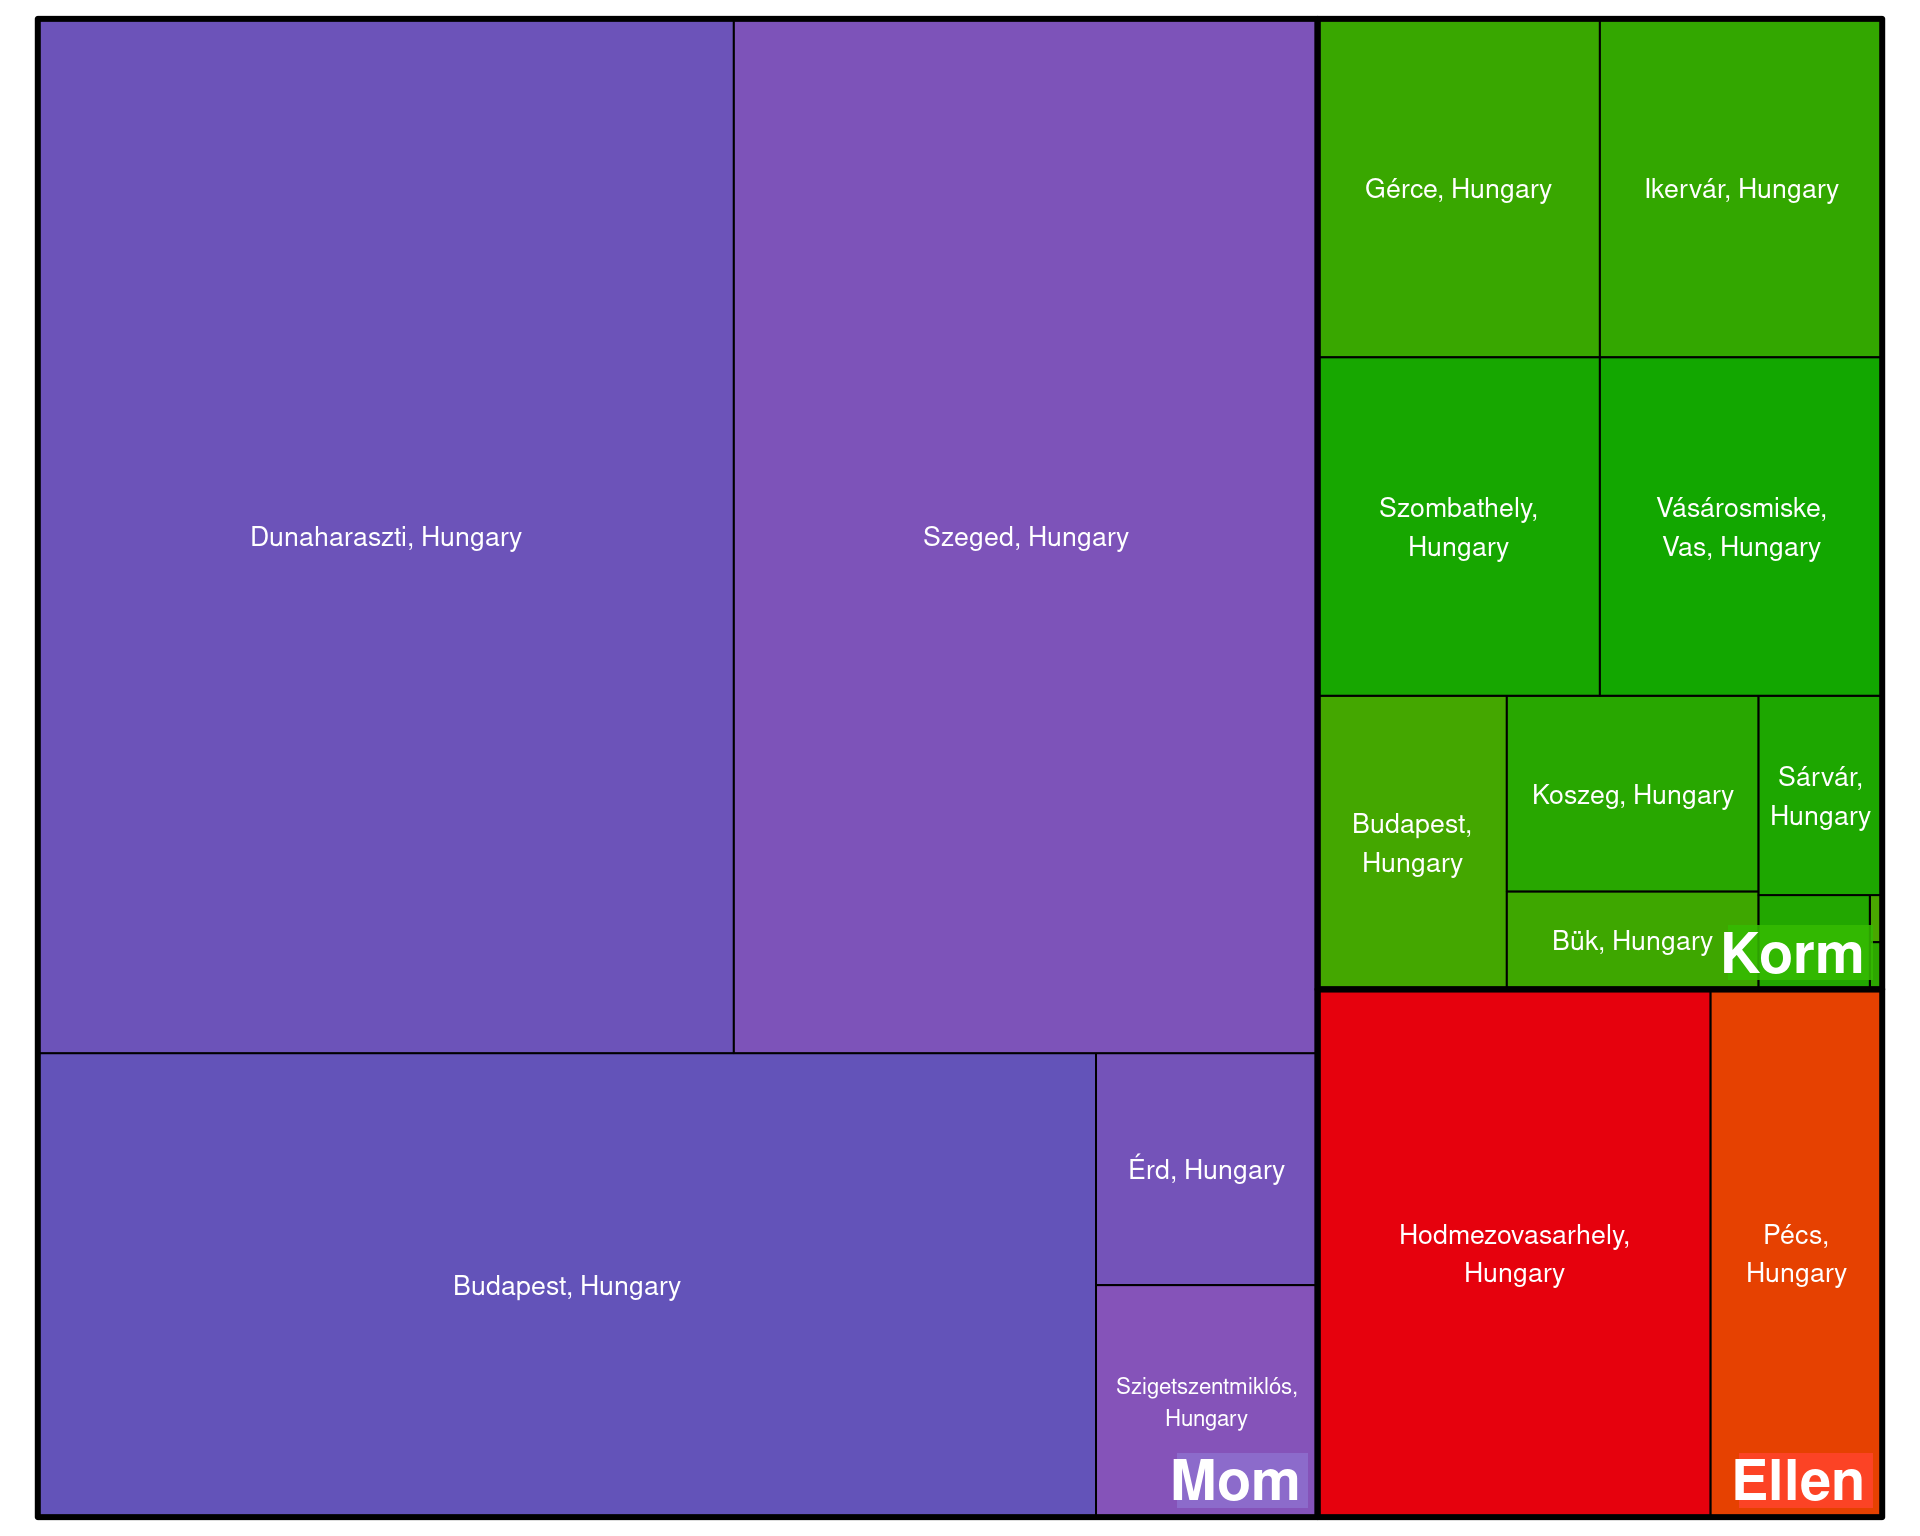 Dunaharaszti, Hungary
Szeged, Hungary
Budapest, Hungary
Érd, Hungary
Szigetszentmiklós,
Hungary
Mom
Gérce, Hungary
Ikervár, Hungary
Szombathely,
Hungary
Vásárosmiske,
Vas, Hungary
Budapest,
Hungary
Koszeg, Hungary
Sárvár,
Hungary
Bük, Hungary
Korm
Hodmezovasarhely,
Hungary
Pécs,
Hungary
Ellen